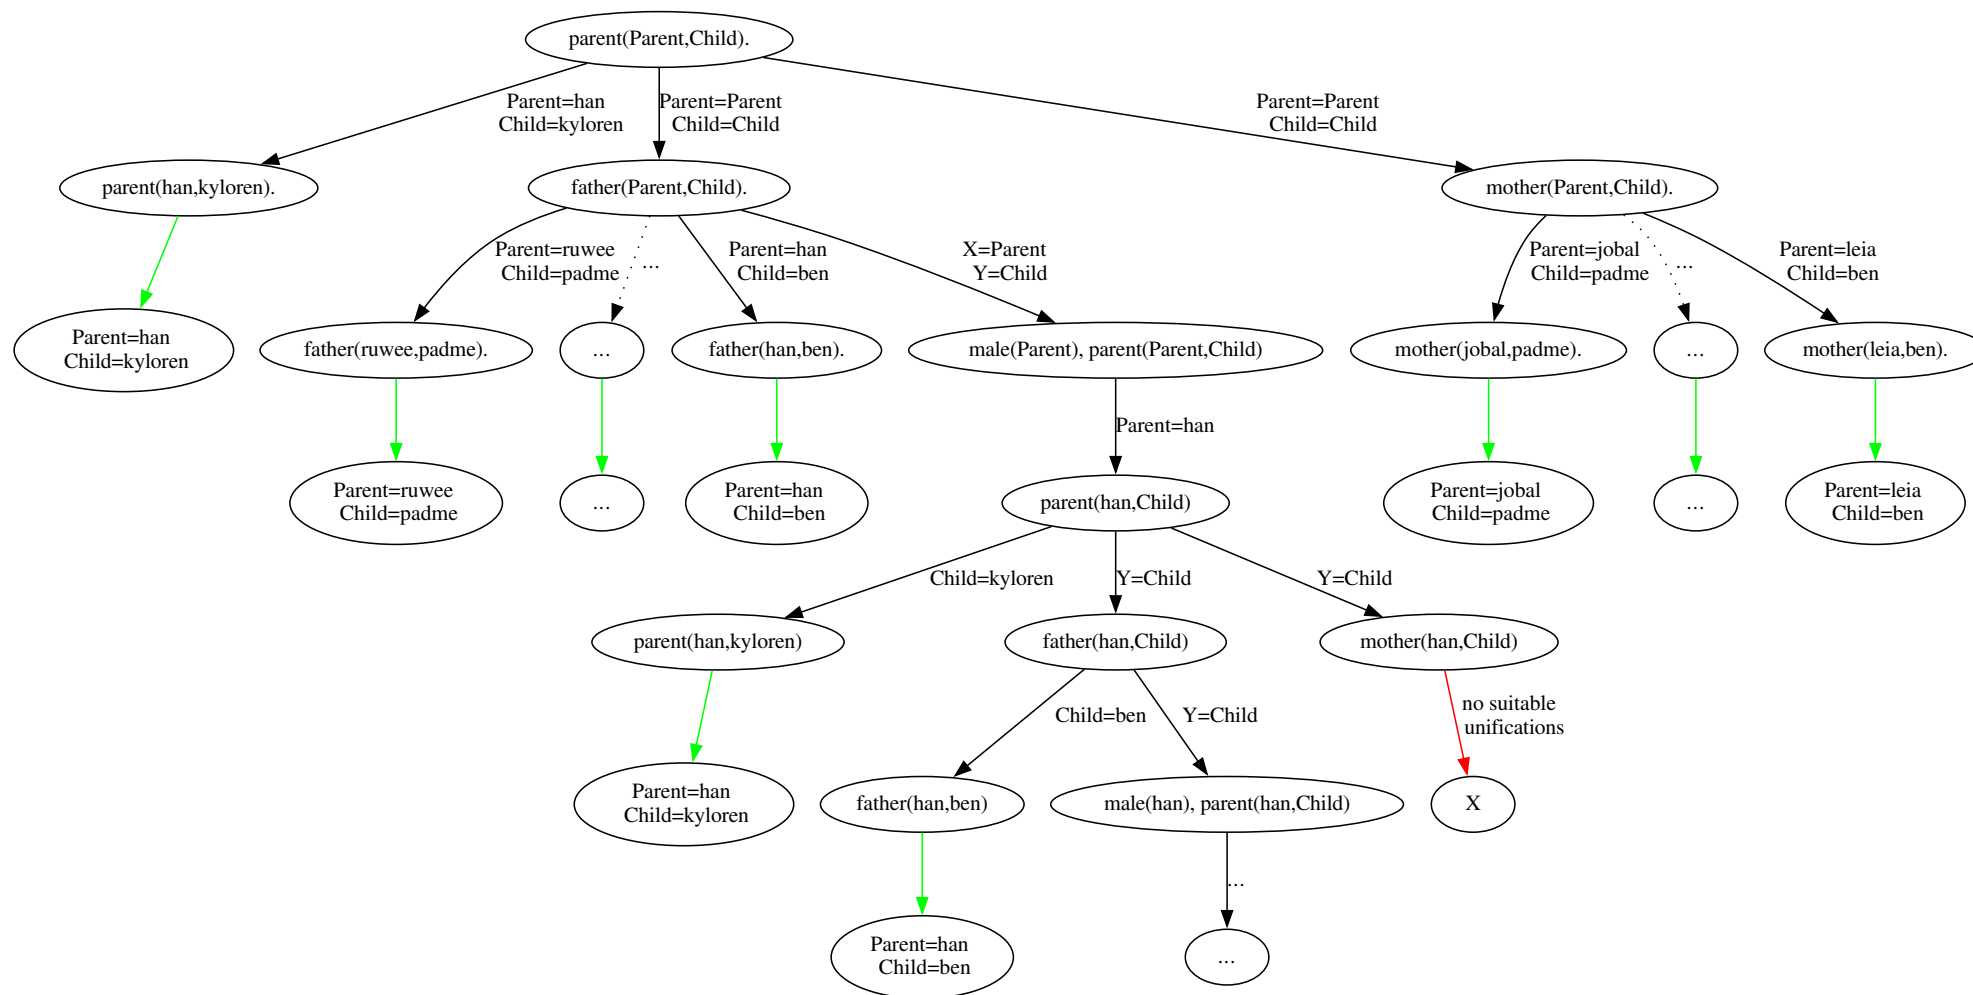 parent(Parent,Child).
Parent=han
Child=kyloren
Parent=Parent
Child=Child
Parent=Parent
Child=Child
parent(han,kyloren).
father(Parent,Child).
mother(Parent,Child).
Parent=ruwee
Child=padme
...
Parent=han
Child=ben
X=Parent
Y=Child
Parent=jobal
Child=padme
...
Parent=leia
Child=ben
Parent=han
Child=kyloren
father(ruwee,padme).
...
father(han,ben).
male(Parent), parent(Parent,Child)
mother(jobal,padme).
...
mother(leia,ben).
Parent=han
Parent=ruwee
Child=padme
...
Parent=han
Child=ben
parent(han,Child)
Parent=jobal
Child=padme
...
Parent=leia
Child=ben
Child=kyloren
Y=Child
Y=Child
parent(han,kyloren)
father(han,Child)
mother(han,Child)
Child=ben
Y=Child
no suitable
unifications
Parent=han
Child=kyloren
father(han,ben)
male(han), parent(han,Child)
X
...
Parent=han
Child=ben
...